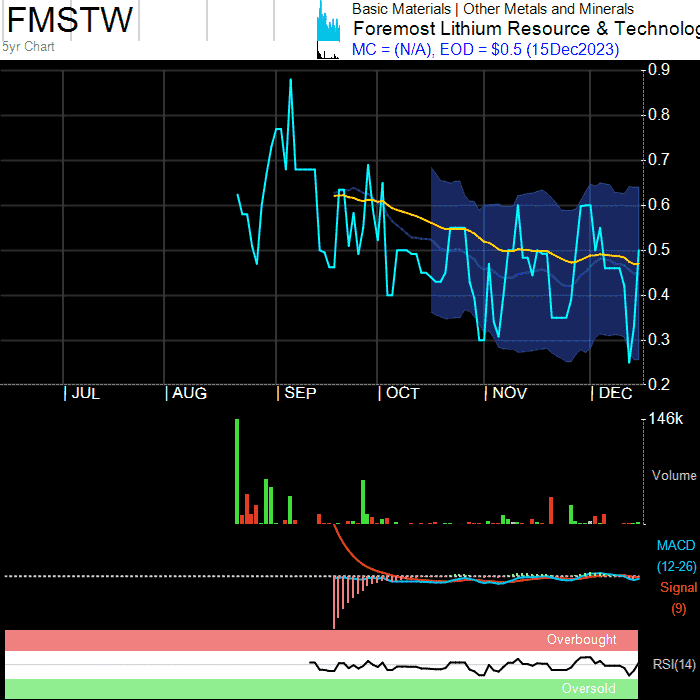 FMSTW
5yr Chart
Basic Materials | Other Metals and Minerals
Foremost Lithium Resource & Technolog
MC = (N/A), EOD = $0.5 (15Dec2023)
0.9
0.8
0.7
0.6
0.5
0.4
0.3
0.2
JUL AUG SEP OCT NOV DEC
146k
Volume
MACD
(12-26)
Signal
(9)
Overbought
RSI(14)
Oversold